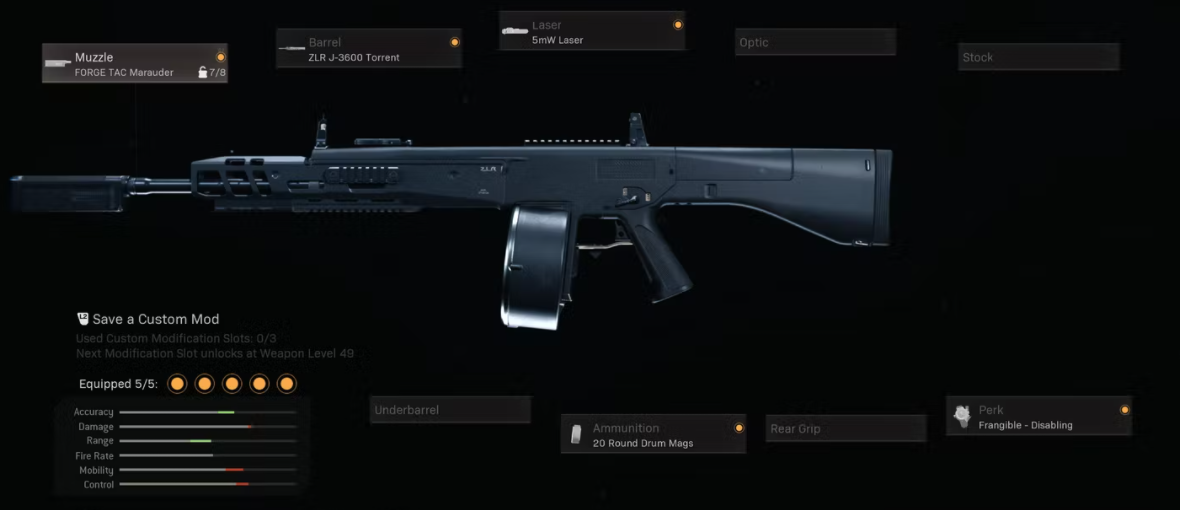 Muzzle
FORGE TAC Marauder 7/8
Barrel
ZLR J-3600 Torrent
Laser
5mW Laser
Optic
Stock
L2 Save a Custom Mod
Used Custom Modification Slots: 0/3
Next Modification Slot unlocks at Weapon Level 49
Equipped 5/5:
Accuracy
Damage
Range
Fire Rate
Mobility
Control
Underbarrel
Ammunition
20 Round Drum Mags
Rear Grip
Perk
Frangible - Disabling